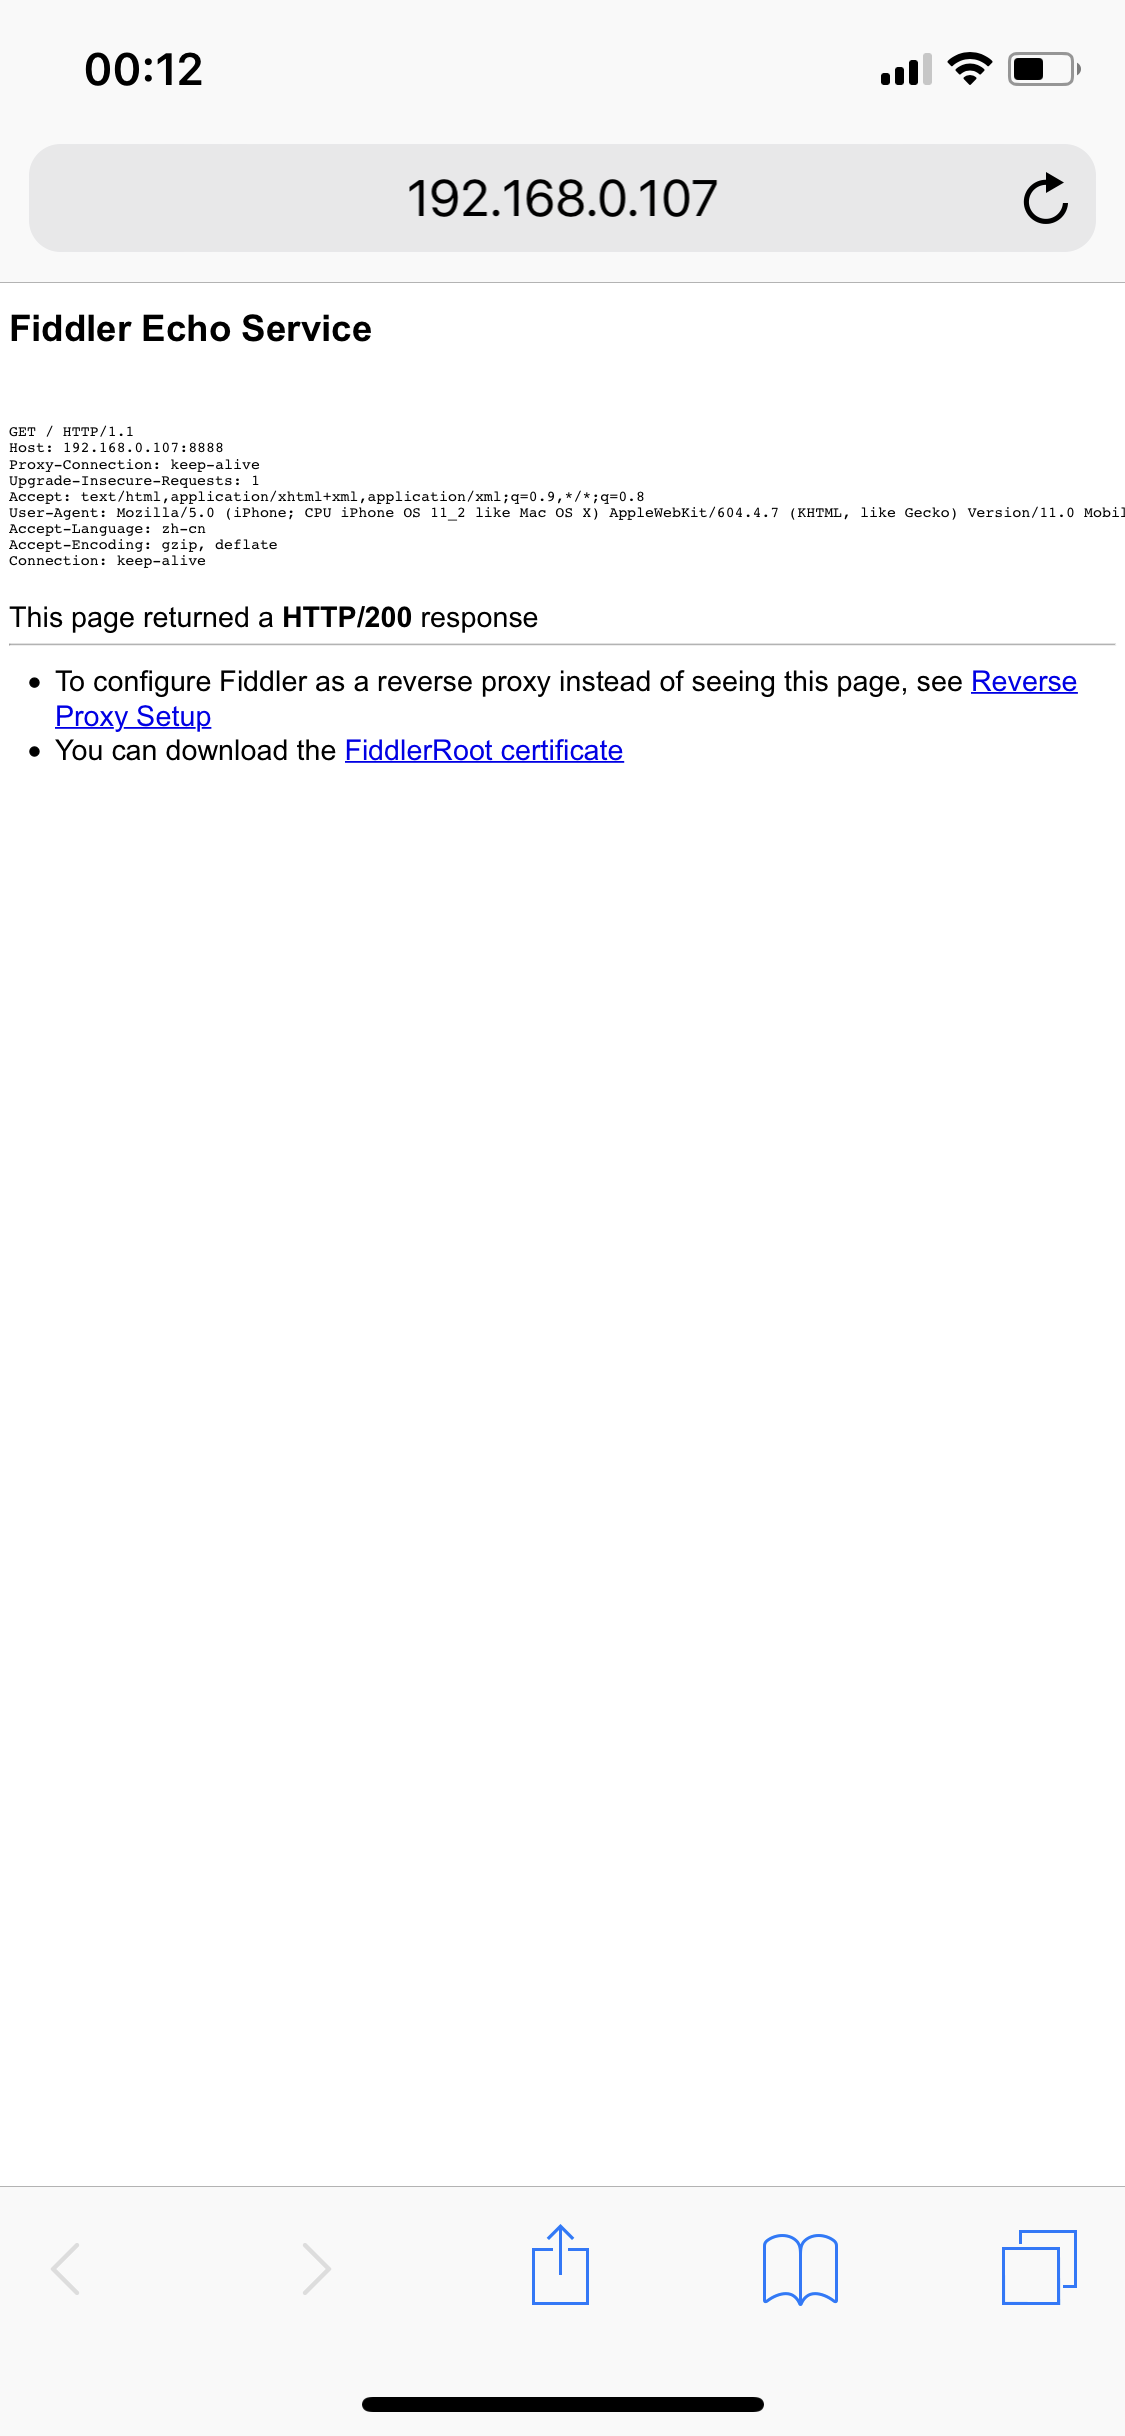 00:12
192.168.0.107
Fiddler Echo Service
GET / HTTP/1.1
Host: 192.168.0.107:8888
Proxy-Connection: keep-alive
Upgrade-Insecure-Requests: 1
Accept: text/html,application/xhtml+xml,application/xml;q=0.9,*/*;q=0.8
User-Agent: Mozilla/5.0 (iPhone; CPU iPhone OS 11_2 like Mac OS X) AppleWebKit/604.4.7 (KHTML, like Gecko) Version/11.0 Mobil
Accept-Language: zh-cn
Accept-Encoding: gzip, deflate
Connection: keep-alive
This page returned a HTTP/200 response
• To configure Fiddler as a reverse proxy instead of seeing this page, see Reverse
Proxy Setup
• You can download the FiddlerRoot certificate